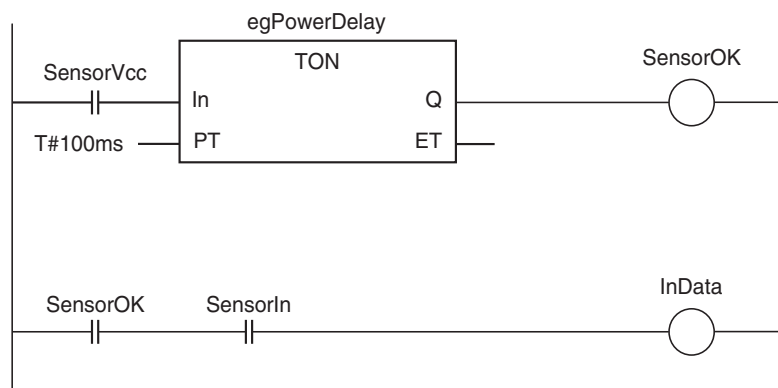 egPowerDelay
TON
SensorVcc
SensorOK
In
Q
T#100ms
PT
ET
SensorOK
SensorIn
InData